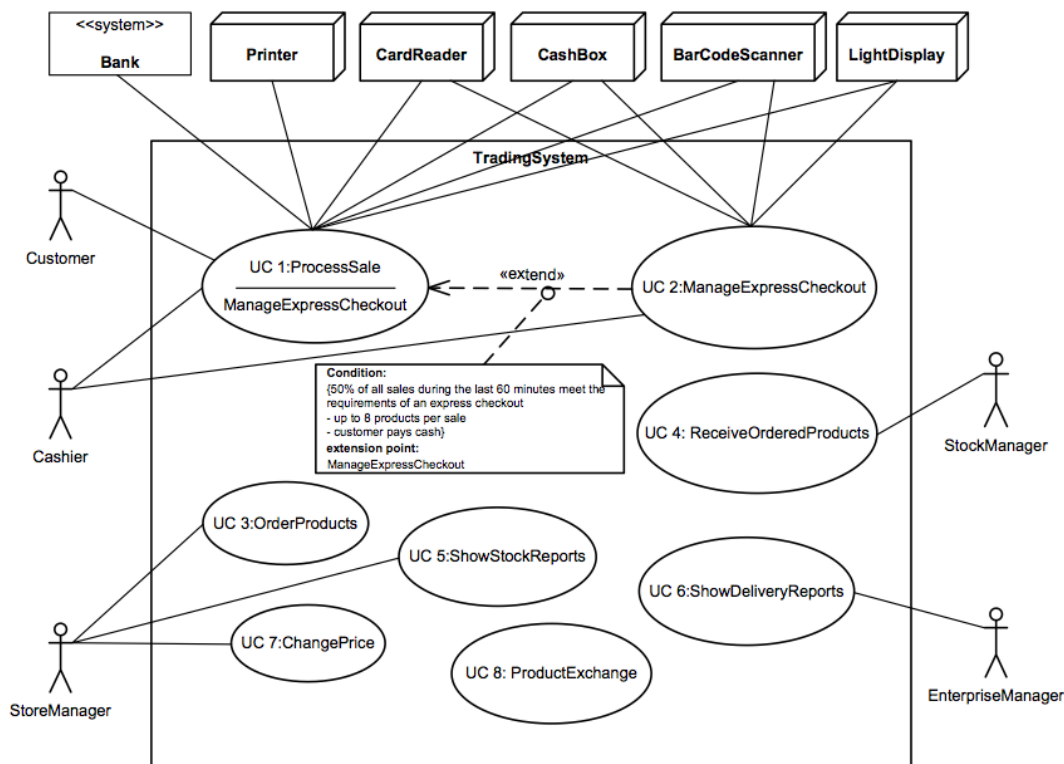 <<system>>
Bank
Printer
CardReader
CashBox
BarCodeScanner
LightDisplay
TradingSystem
Customer
UC 1:ProcessSale
ManageExpressCheckout
«extend»
UC 2:ManageExpressCheckout
Condition:
{50% of all sales during the last 60 minutes meet the
requirements of an express checkout
- up to 8 products per sale
- customer pays cash}
extension point:
ManageExpressCheckout
Cashier
UC 4: ReceiveOrderedProducts
StockManager
UC 3:OrderProducts
UC 5:ShowStockReports
UC 6:ShowDeliveryReports
UC 7:ChangePrice
UC 8: ProductExchange
StoreManager
EnterpriseManager